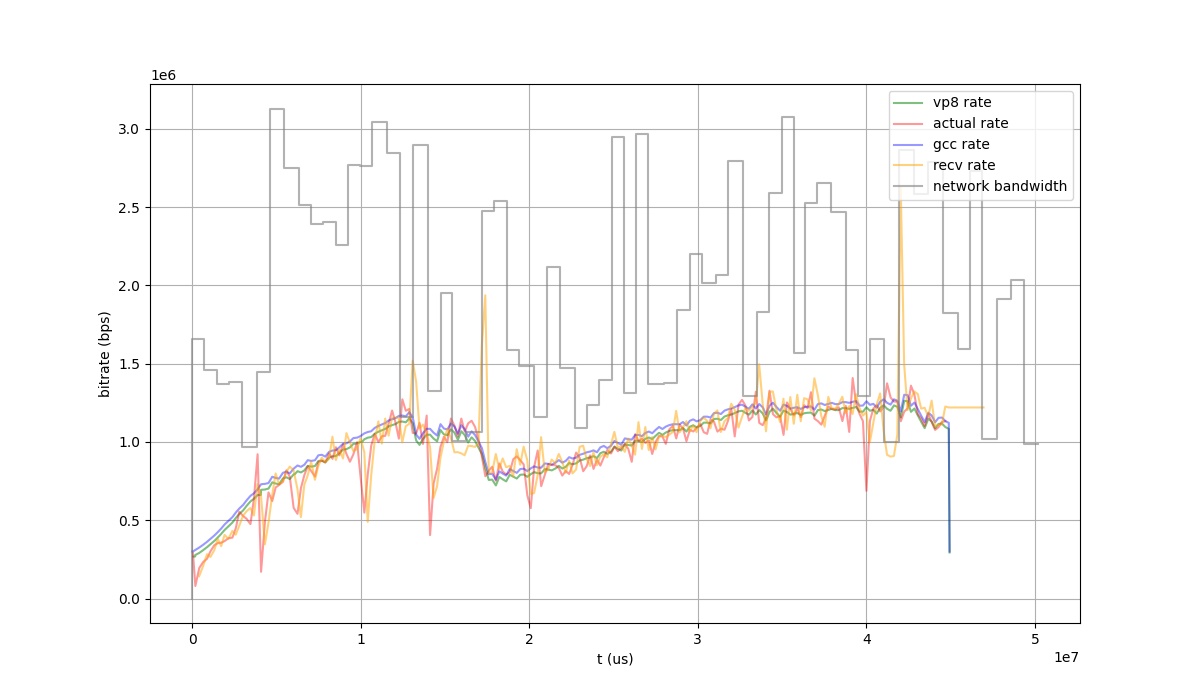 1e6
3.0
2.5
2.0
1.5
1.0
0.5
0.0
bitrate (bps)
vp8 rate
actual rate
gcc rate
recv rate
network bandwidth
0
1
2
3
4
5
t (us)
1e7